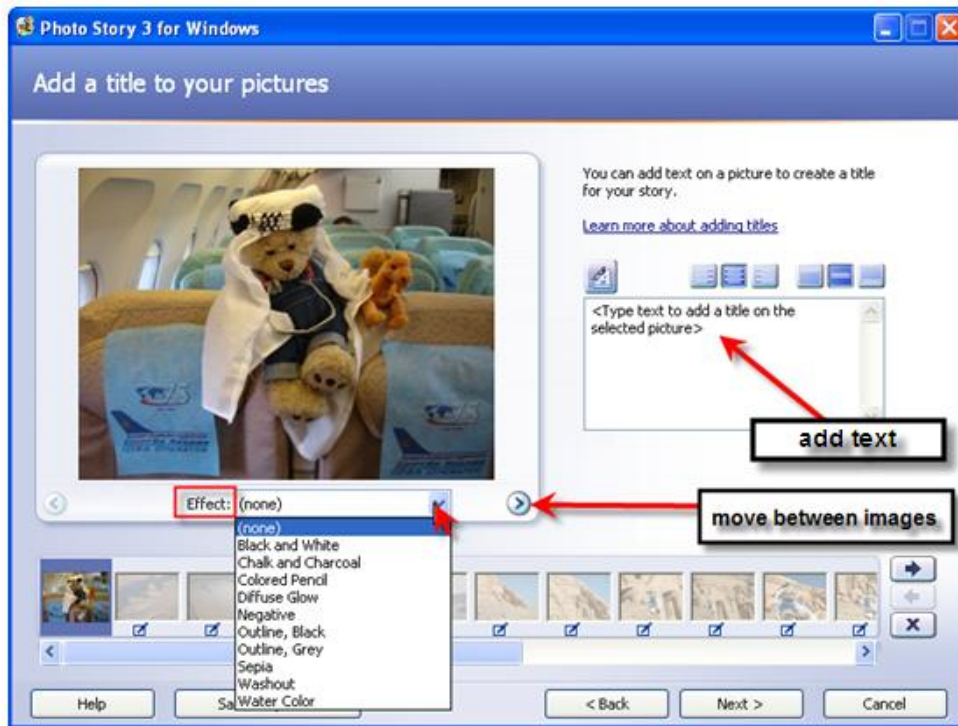 Photo Story 3 for Windows
Add a title to your pictures
You can add text on a picture to create a title
for your story.
Learn more about adding titles
<Type text to add a title on the
selected picture>
add text
Effect: (none)
move between images
(none)
Black and White
Chalk and Charcoal
Colored Pencil
Diffuse Glow
Negative
Outline, Black
Outline, Grey
Sepia
Washout
Water Color
Help
< Back
Next >
Cancel